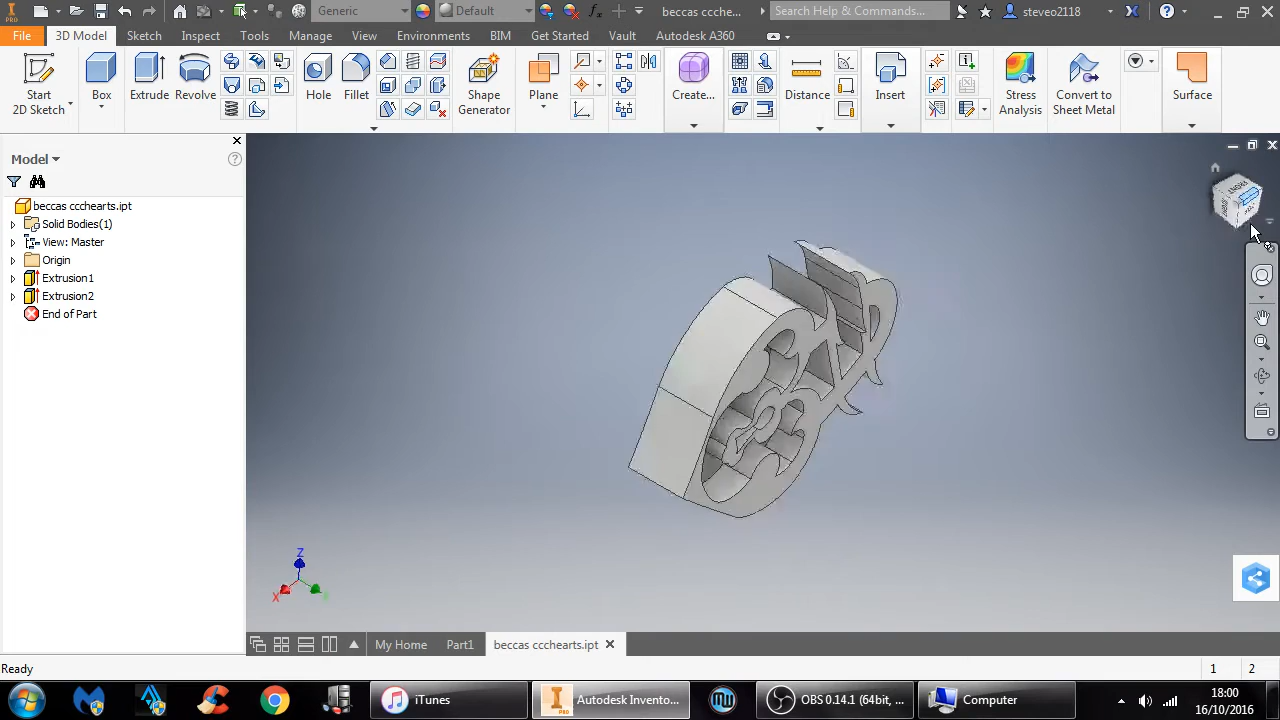 PRO
Generic
Default
beccas ccche...
Search Help & Commands...
steveo2118
File
3D Model
Sketch
Inspect
Tools
Manage
View
Environments
BIM
Get Started
Vault
Autodesk A360
Start
2D Sketch
Box
Extrude
Revolve
Hole
Fillet
Shape
Generator
Plane
Create...
Distance
Insert
Stress
Analysis
Convert to
Sheet Metal
Surface
Model
beccas ccchearts.ipt
Solid Bodies(1)
View: Master
Origin
Extrusion1
Extrusion2
End of Part
Z
X
My Home
Part1
beccas ccchearts.ipt
Ready
1
2
iTunes
Autodesk Invento...
OBS 0.14.1 (64bit, ...
Computer
18:00
16/10/2016